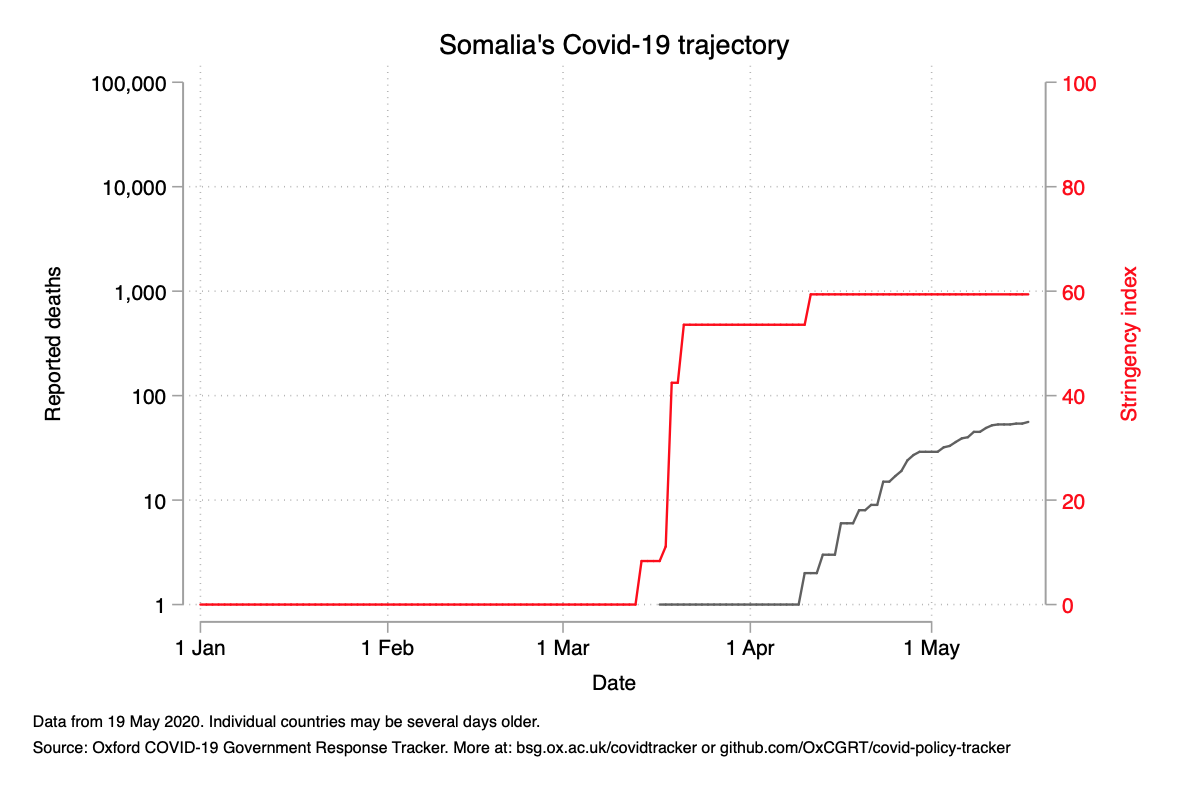 Somalia's Covid-19 trajectory
100,000
10,000
1,000
100
10
1
Reported deaths
100
80
60
40
20
0
Stringency index
1 Jan
1 Feb
1 Mar
1 Apr
1 May
Date
Data from 19 May 2020. Individual countries may be several days older.
Source: Oxford COVID-19 Government Response Tracker. More at: bsg.ox.ac.uk/covidtracker or github.com/OxCGRT/covid-policy-tracker